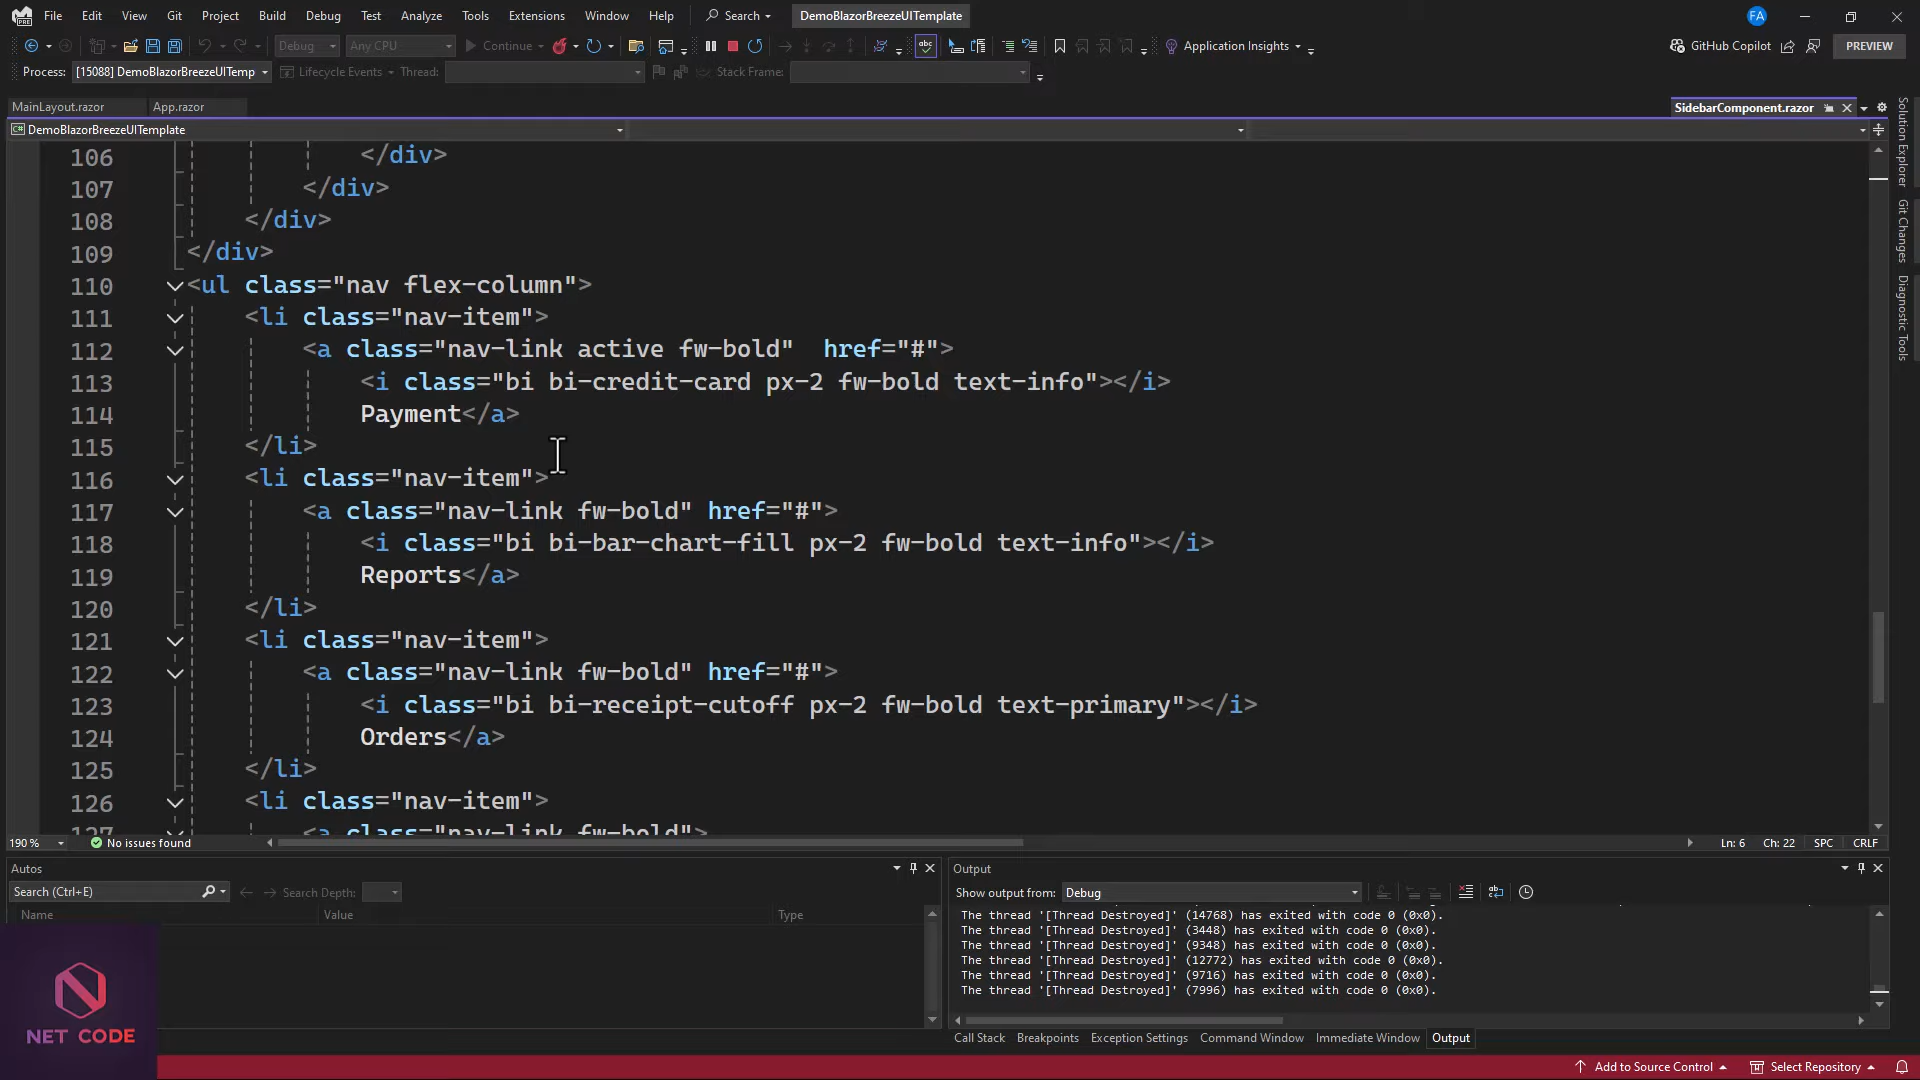 File Edit View Git Project Build Debug Test Analyze Tools Extensions Window Help Search DemoBlazorBreezeUITemplate FA
Debug Any CPU Continue Application Insights GitHub Copilot PREVIEW
Process: [15088] DemoBlazorBreezeUITemp Lifecycle Events Thread: Stack Frame:
MainLayout.razor App.razor SidebarComponent.razor
DemoBlazorBreezeUITemplate
106 </div>
107 </div>
108 </div>
109 </div>
110 <ul class="nav flex-column">
111 <li class="nav-item">
112 <a class="nav-link active fw-bold"  href="#">
113 <i class="bi bi-credit-card px-2 fw-bold text-info"></i>
114 Payment</a>
115 </li>
116 <li class="nav-item">
117 <a class="nav-link fw-bold" href="#">
118 <i class="bi bi-bar-chart-fill px-2 fw-bold text-info"></i>
119 Reports</a>
120 </li>
121 <li class="nav-item">
122 <a class="nav-link fw-bold" href="#">
123 <i class="bi bi-receipt-cutoff px-2 fw-bold text-primary"></i>
124 Orders</a>
125 </li>
126 <li class="nav-item">
127 <a class="nav-link fw-bold">
Solution Explorer
Git Changes
Diagnostic Tools
190 % No issues found Ln: 6 Ch: 22 SPC CRLF
Autos
Search (Ctrl+E) Search Depth:
Name Value Type
Output
Show output from: Debug
The thread '[Thread Destroyed]' (14768) has exited with code 0 (0x0).
The thread '[Thread Destroyed]' (3448) has exited with code 0 (0x0).
The thread '[Thread Destroyed]' (9348) has exited with code 0 (0x0).
The thread '[Thread Destroyed]' (12772) has exited with code 0 (0x0).
The thread '[Thread Destroyed]' (9716) has exited with code 0 (0x0).
The thread '[Thread Destroyed]' (7996) has exited with code 0 (0x0).
Call Stack Breakpoints Exception Settings Command Window Immediate Window Output
NET CODE
Add to Source Control Select Repository